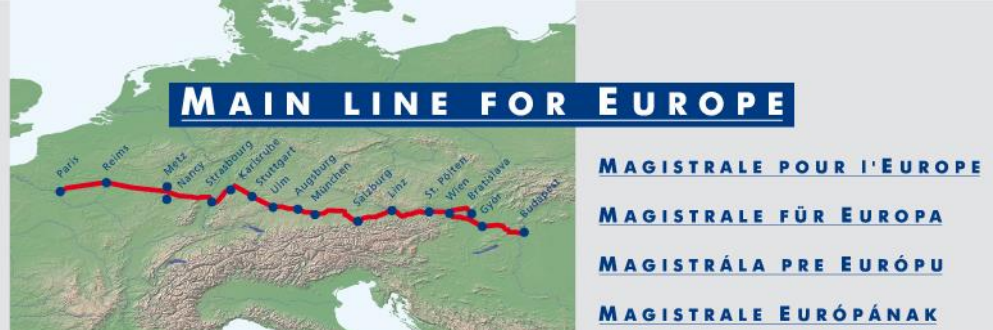 MAIN LINE FOR EUROPE
Paris
Reims
Metz
Nancy
Strasbourg
Karlsruhe
Stuttgart
Ulm
Augsburg
München
Salzburg
Linz
St. Pölten
Wien
Bratislava
Győr
Budapest
MAGISTRALE POUR l'EUROPE
MAGISTRALE FÜR EUROPA
MAGISTRÁLA PRE EURÓPU
MAGISTRALE EURÓPÁNAK